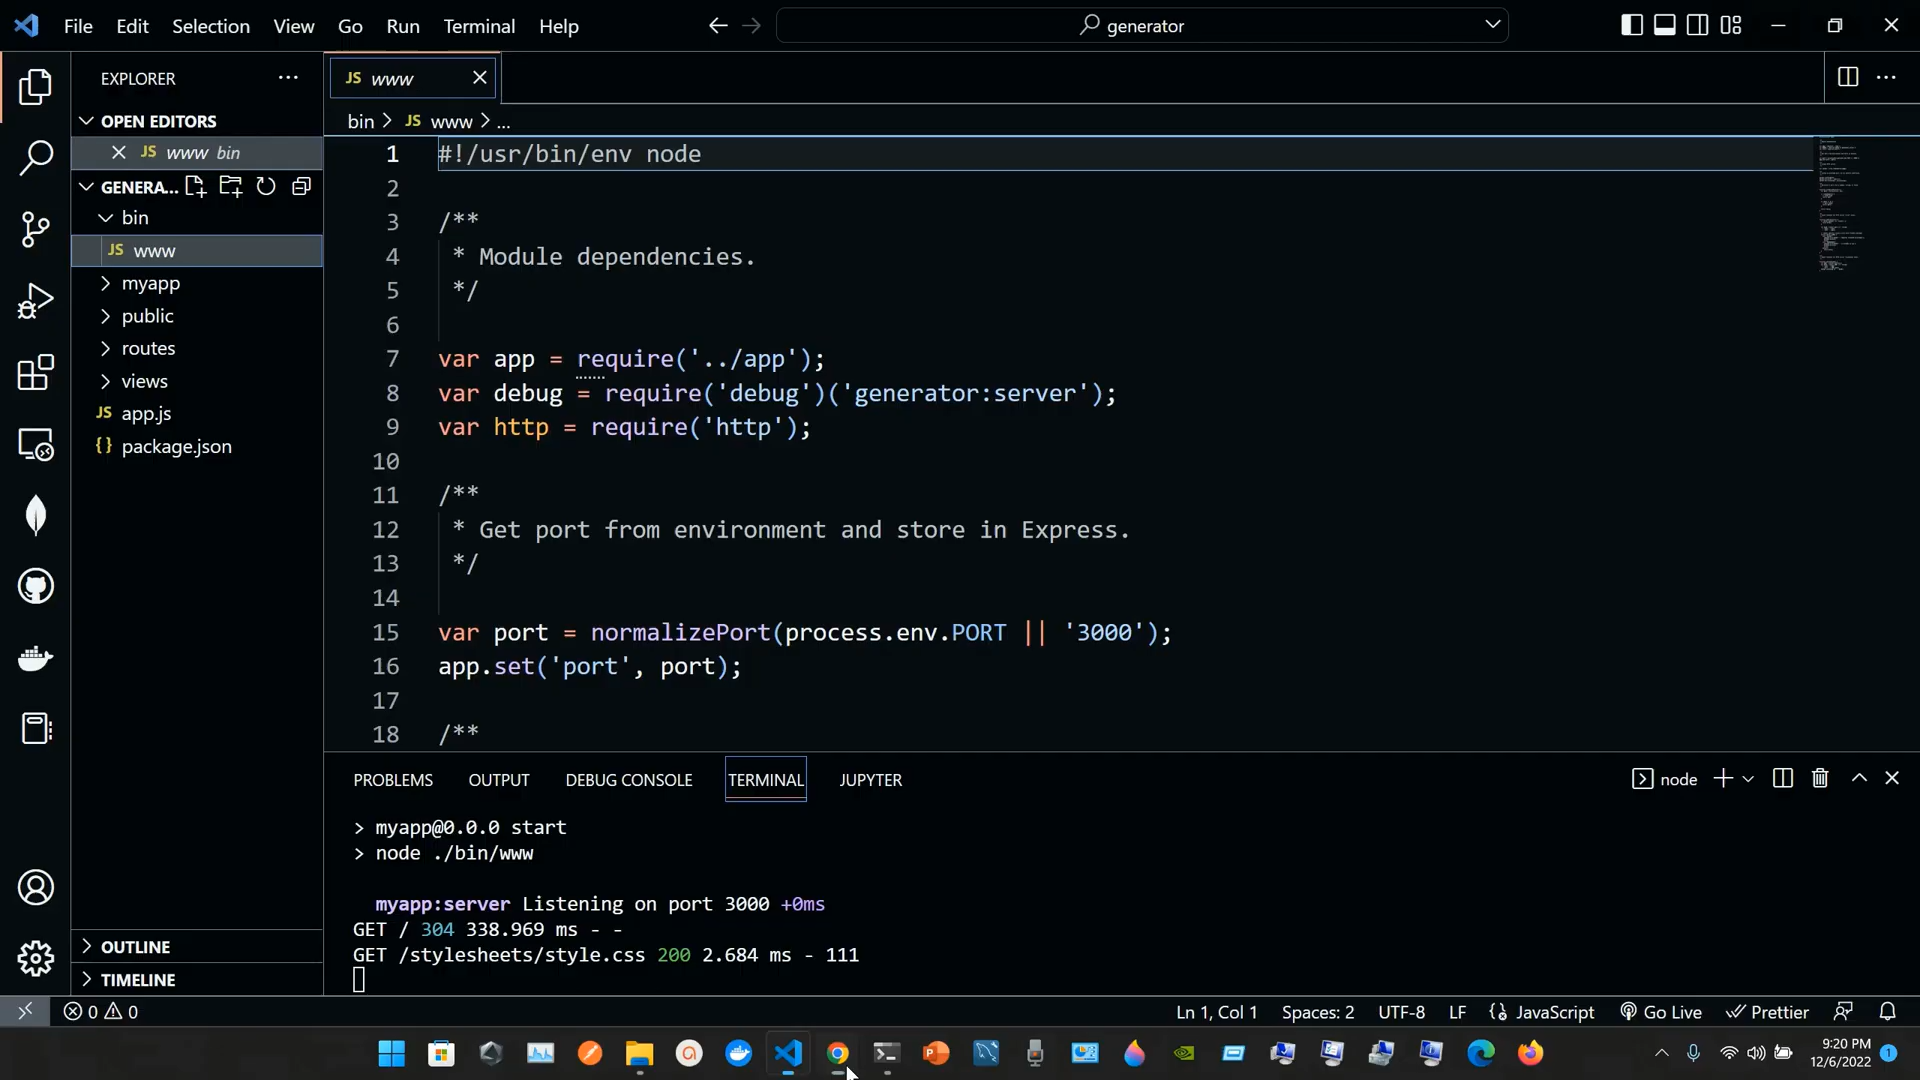 File Edit Selection View Go Run Terminal Help
generator
EXPLORER
JS www
OPEN EDITORS
bin > JS www > ...
JS www bin
GENERA...
bin
JS www
myapp
public
routes
views
JS app.js
{} package.json
OUTLINE
TIMELINE
1 #!/usr/bin/env node
2
3 /**
4 * Module dependencies.
5 */
6
7 var app = require('../app');
8 var debug = require('debug')('generator:server');
9 var http = require('http');
10
11 /**
12 * Get port from environment and store in Express.
13 */
14
15 var port = normalizePort(process.env.PORT || '3000');
16 app.set('port', port);
17
18 /**
PROBLEMS OUTPUT DEBUG CONSOLE TERMINAL JUPYTER
node
> myapp@0.0.0 start
> node ./bin/www
myapp:server Listening on port 3000 +0ms
GET / 304 338.969 ms - -
GET /stylesheets/style.css 200 2.684 ms - 111
0 0
Ln 1, Col 1 Spaces: 2 UTF-8 LF JavaScript Go Live Prettier
9:20 PM
12/6/2022
1